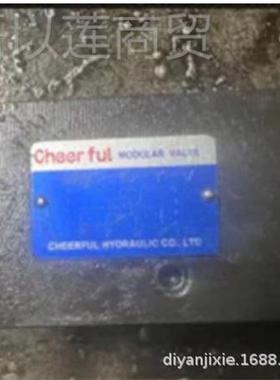 以莲商贸
Cheerful MODULAR VALVE
CHEERFUL HYDRAULIC CO., LTD
diyanjixie.1688.